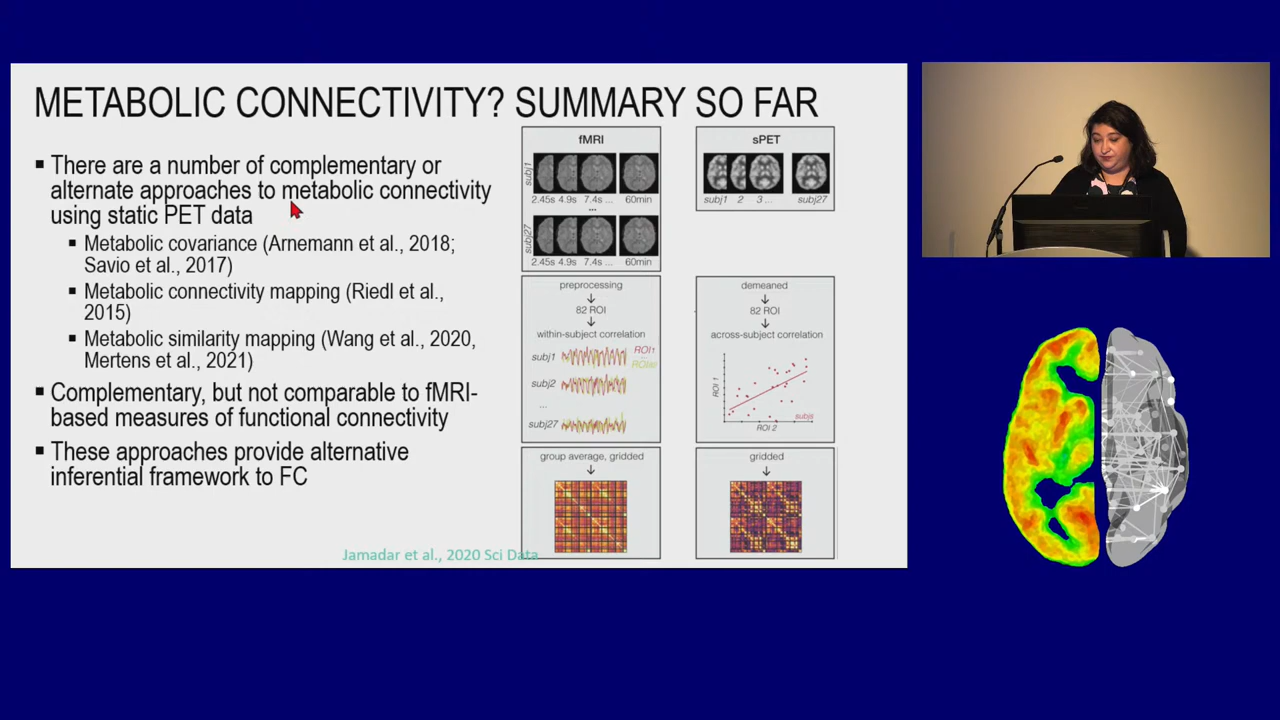 METABOLIC CONNECTIVITY? SUMMARY SO FAR
▪ There are a number of complementary or
alternate approaches to metabolic connectivity
using static PET data
▪ Metabolic covariance (Arnemann et al., 2018;
Savio et al., 2017)
▪ Metabolic connectivity mapping (Riedl et al.,
2015)
▪ Metabolic similarity mapping (Wang et al., 2020,
Mertens et al., 2021)
▪ Complementary, but not comparable to fMRI-
based measures of functional connectivity
▪ These approaches provide alternative
inferential framework to FC
Jamadar et al., 2020 Sci Data
fMRI
subj1
2.45s 4.9s 7.4s ... 60min
...
subj27
2.45s 4.9s 7.4s ... 60min
preprocessing
82 ROI
within-subject correlation
subj1
ROI1
...
subj2
...
subj27
group average, gridded
sPET
subj1 2 3 ... subj27
demeaned
82 ROI
across-subject correlation
ROI 1
ROI 2
gridded